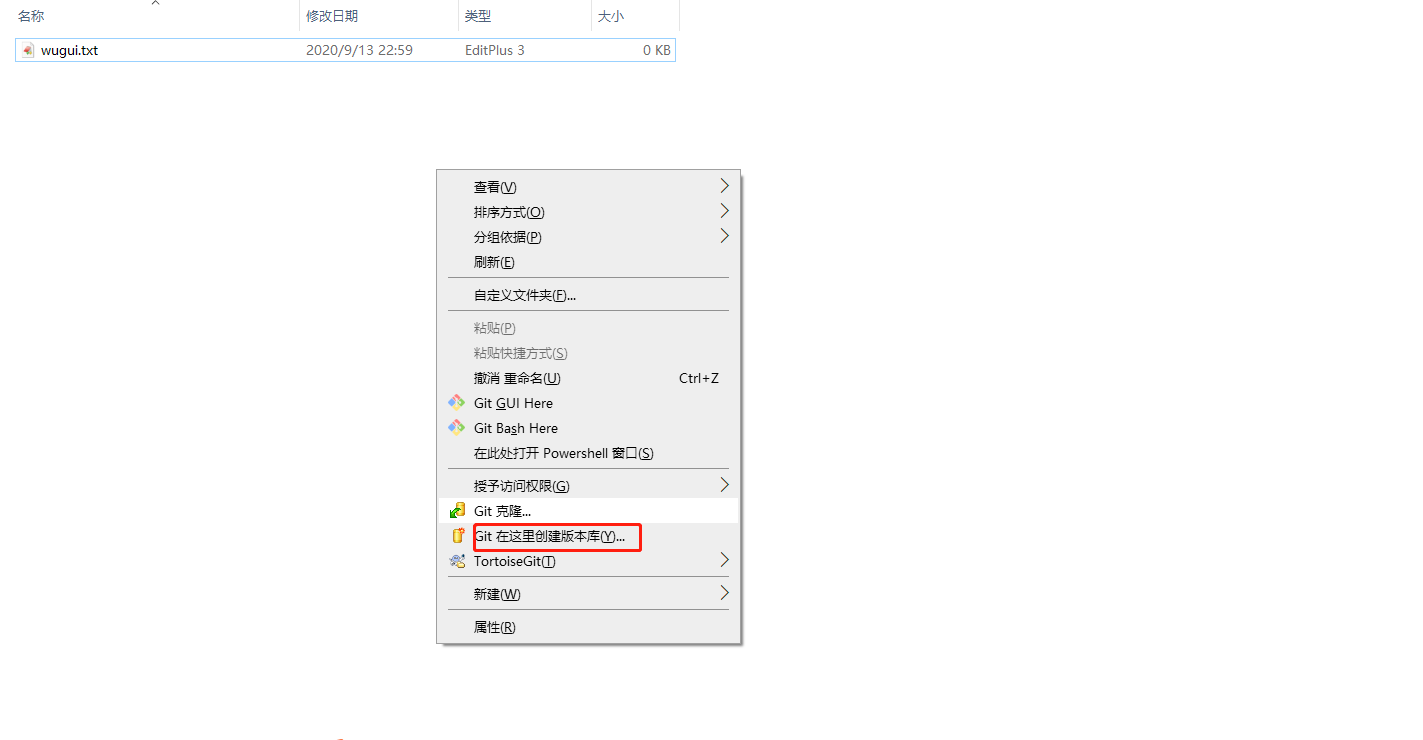 名称 修改日期 类型 大小
wugui.txt 2020/9/13 22:59 EditPlus 3 0 KB
查看(V)
排序方式(O)
分组依据(P)
刷新(E)
自定义文件夹(F)...
粘贴(P)
粘贴快捷方式(S)
撤消 重命名(U) Ctrl+Z
Git GUI Here
Git Bash Here
在此处打开 Powershell 窗口(S)
授予访问权限(G)
Git 克隆...
Git 在这里创建版本库(Y)...
TortoiseGit(T)
新建(W)
属性(R)